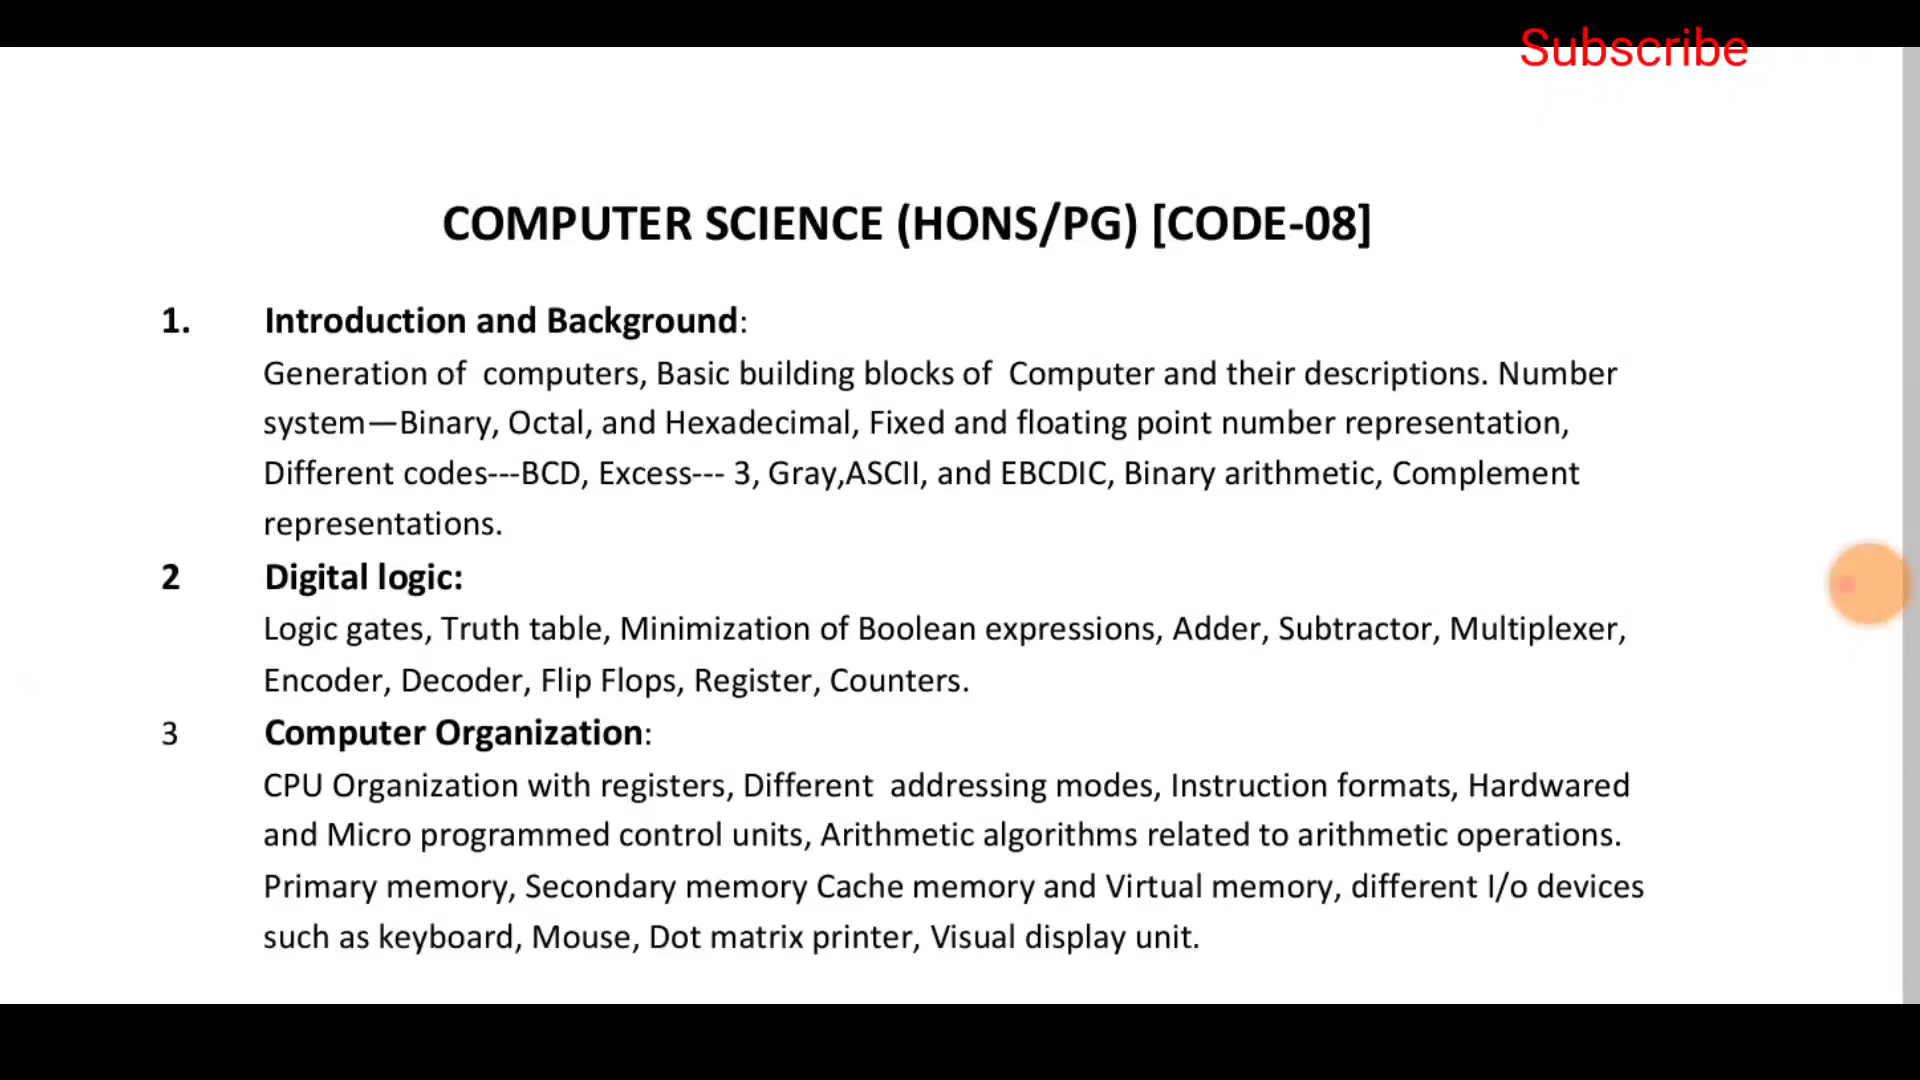 Subscribe
COMPUTER SCIENCE (HONS/PG) [CODE-08]
1. Introduction and Background:
Generation of computers, Basic building blocks of Computer and their descriptions. Number
system—Binary, Octal, and Hexadecimal, Fixed and floating point number representation,
Different codes---BCD, Excess--- 3, Gray,ASCII, and EBCDIC, Binary arithmetic, Complement
representations.
2 Digital logic:
Logic gates, Truth table, Minimization of Boolean expressions, Adder, Subtractor, Multiplexer,
Encoder, Decoder, Flip Flops, Register, Counters.
3 Computer Organization:
CPU Organization with registers, Different addressing modes, Instruction formats, Hardwared
and Micro programmed control units, Arithmetic algorithms related to arithmetic operations.
Primary memory, Secondary memory Cache memory and Virtual memory, different I/o devices
such as keyboard, Mouse, Dot matrix printer, Visual display unit.